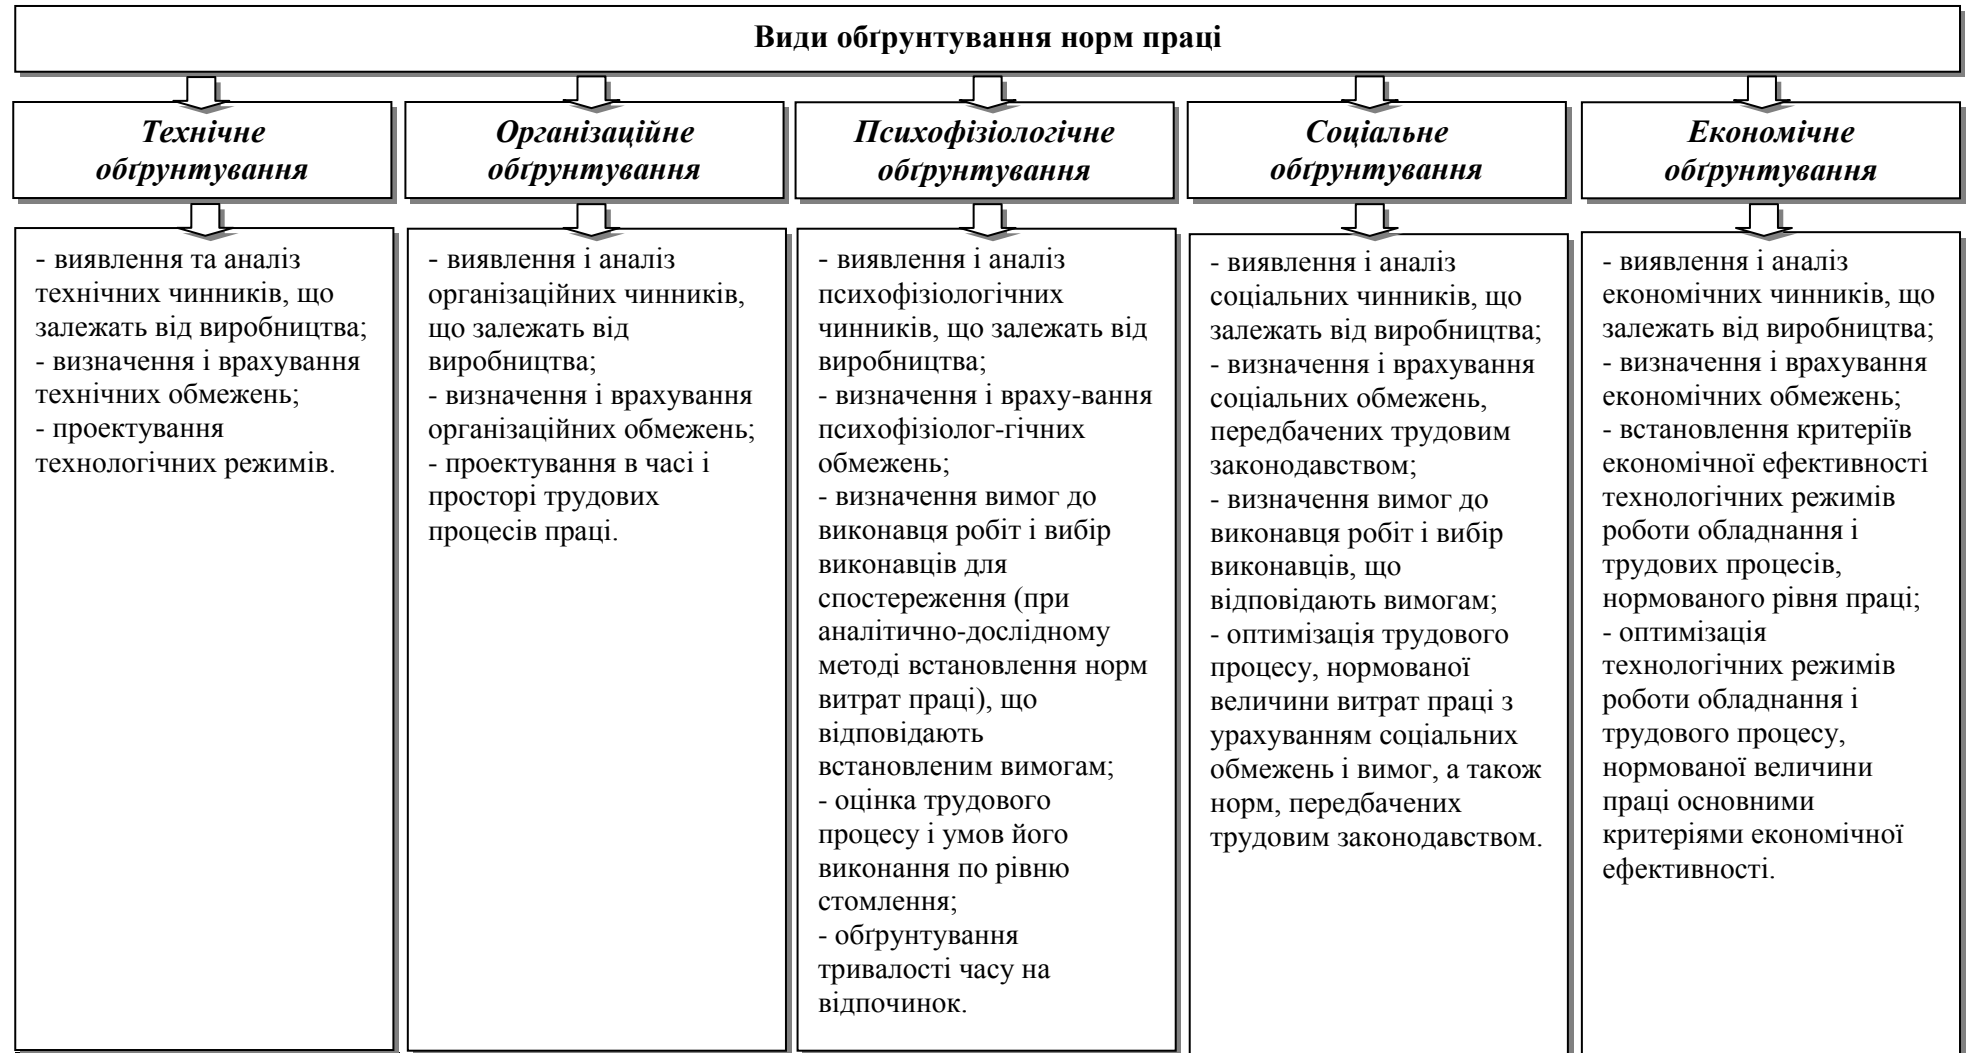 Види обґрунтування норм праці
Технічне
обґрунтування
Організаційне
обґрунтування
Психофізіологічне
обґрунтування
Соціальне
обґрунтування
Економічне
обґрунтування
- виявлення та аналіз
технічних чинників, що
залежать від виробництва;
- визначення і врахування
технічних обмежень;
- проектування
технологічних режимів.
- виявлення і аналіз
організаційних чинників,
що залежать від
виробництва;
- визначення і врахування
організаційних обмежень;
- проектування в часі і
просторі трудових
процесів праці.
- виявлення і аналіз
психофізіологічних
чинників, що залежать від
виробництва;
- визначення і враху-вання
психофізіолог-гічних
обмежень;
- визначення вимог до
виконавця робіт і вибір
виконавців для
спостереження (при
аналітично-дослідному
методі встановлення норм
витрат праці), що
відповідають
встановленим вимогам;
- оцінка трудового
процесу і умов його
виконання по рівню
стомлення;
- обґрунтування
тривалості часу на
відпочинок.
- виявлення і аналіз
соціальних чинників, що
залежать від виробництва;
- визначення і врахування
соціальних обмежень,
передбачених трудовим
законодавством;
- визначення вимог до
виконавця робіт і вибір
виконавців, що
відповідають вимогам;
- оптимізація трудового
процесу, нормованої
величини витрат праці з
урахуванням соціальних
обмежень і вимог, а також
норм, передбачених
трудовим законодавством.
- виявлення і аналіз
економічних чинників, що
залежать від виробництва;
- визначення і врахування
економічних обмежень;
- встановлення критеріїв
економічної ефективності
технологічних режимів
роботи обладнання і
трудових процесів,
нормованого рівня праці;
- оптимізація
технологічних режимів
роботи обладнання і
трудового процесу,
нормованої величини
праці основними
критеріями економічної
ефективності.